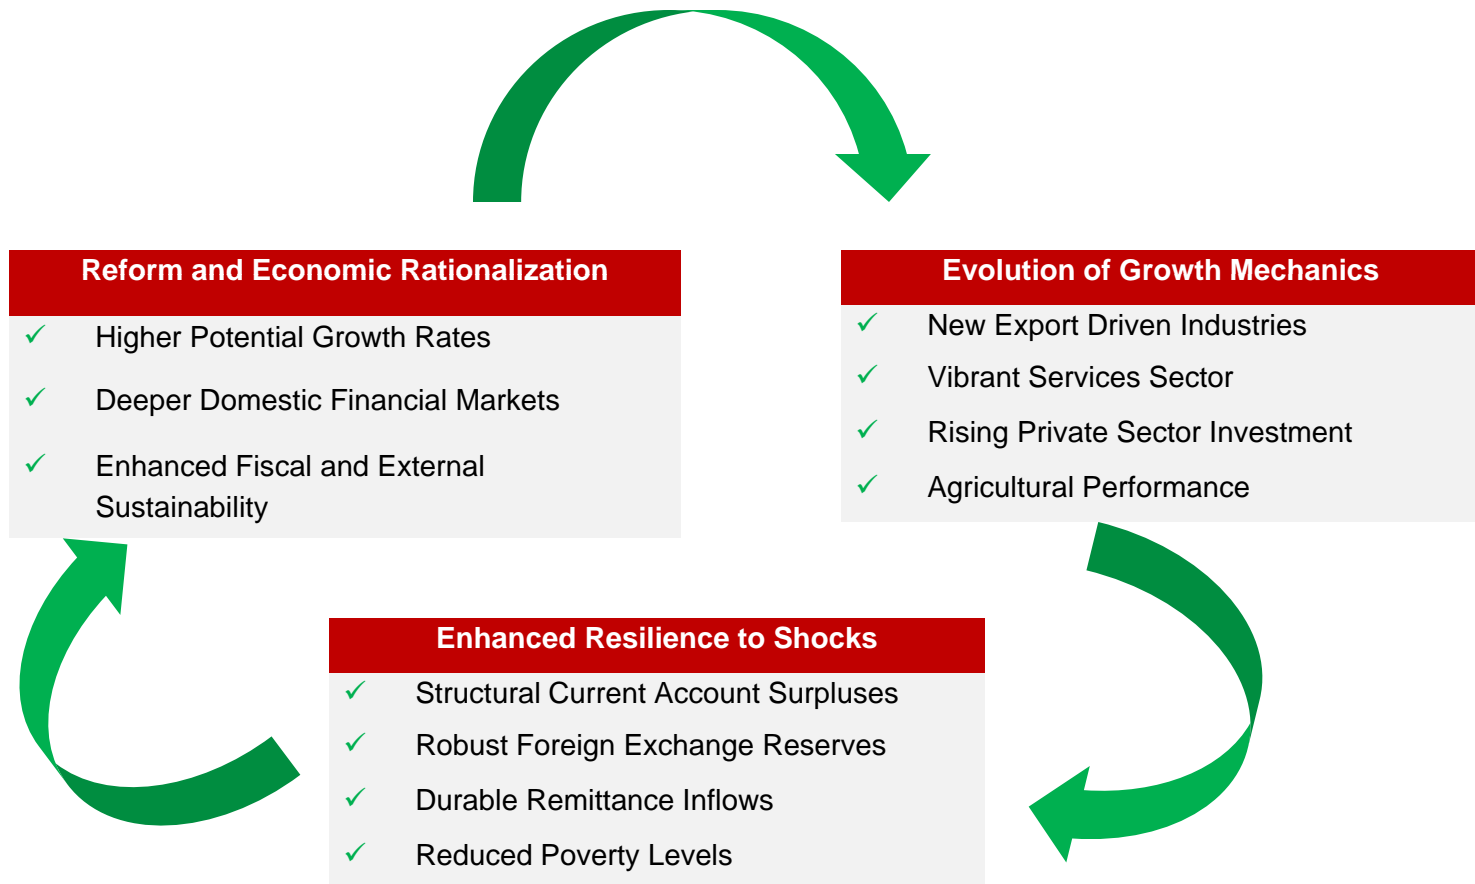 Reform and Economic Rationalization
✓ Higher Potential Growth Rates
✓ Deeper Domestic Financial Markets
✓ Enhanced Fiscal and External
Sustainability
Evolution of Growth Mechanics
✓ New Export Driven Industries
✓ Vibrant Services Sector
✓ Rising Private Sector Investment
✓ Agricultural Performance
Enhanced Resilience to Shocks
✓ Structural Current Account Surpluses
✓ Robust Foreign Exchange Reserves
✓ Durable Remittance Inflows
✓ Reduced Poverty Levels